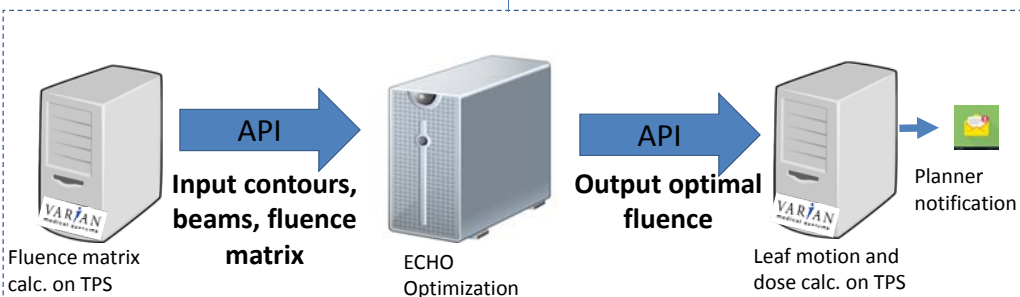 API
API
Input contours,
beams, fluence
matrix
Output optimal
fluence
VARIAN
medical systems
Fluence matrix
calc. on TPS
ECHO
Optimization
VARIAN
medical systems
Leaf motion and
dose calc. on TPS
Planner
notification